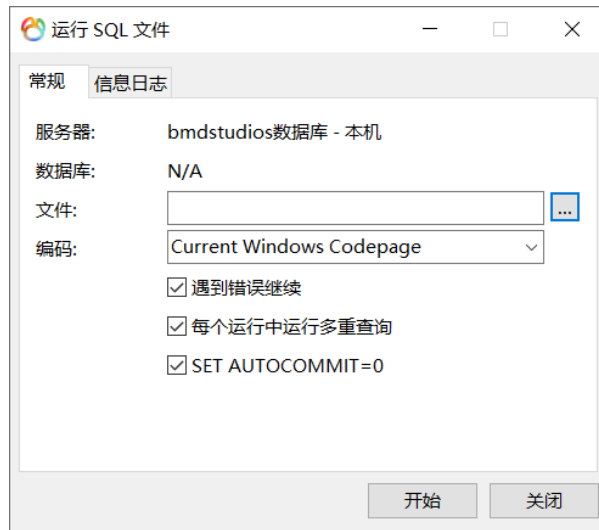 运行 SQL 文件
常规 信息日志
服务器: bmdstudios数据库 - 本机
数据库: N/A
文件: ...
编码: Current Windows Codepage
遇到错误继续
每个运行中运行多重查询
SET AUTOCOMMIT=0
开始 关闭